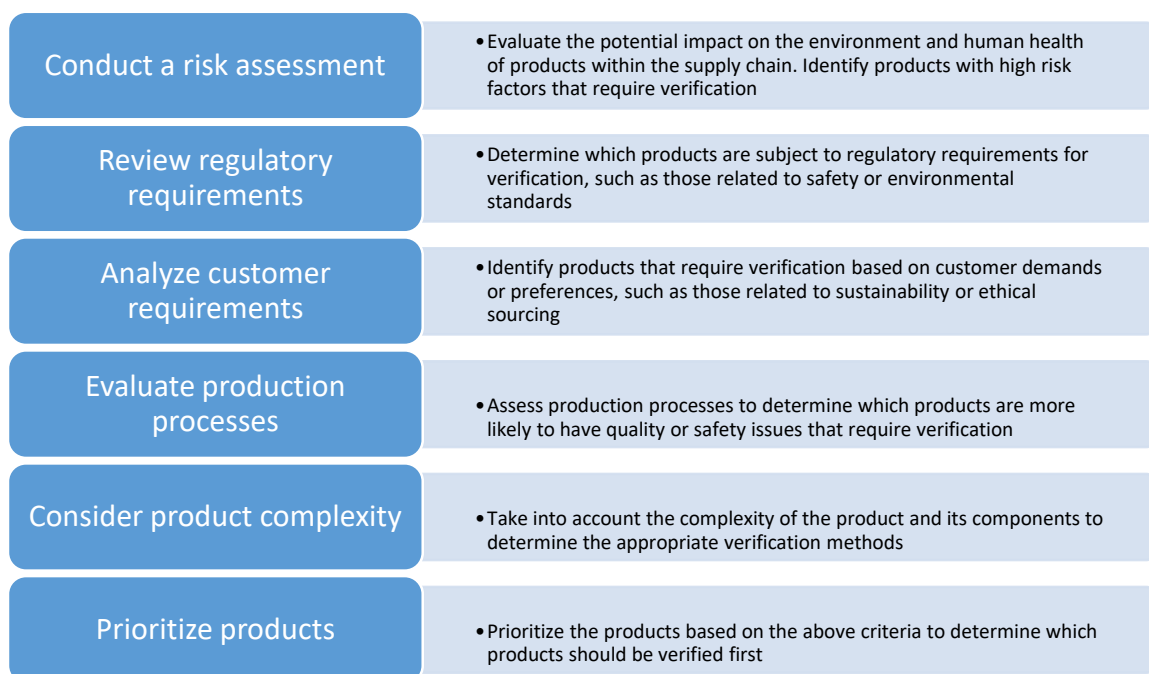 Conduct a risk assessment
•Evaluate the potential impact on the environment and human health
of products within the supply chain. Identify products with high risk
factors that require verification
Review regulatory
requirements
•Determine which products are subject to regulatory requirements for
verification, such as those related to safety or environmental
standards
Analyze customer
requirements
•Identify products that require verification based on customer demands
or preferences, such as those related to sustainability or ethical
sourcing
Evaluate production
processes
•Assess production processes to determine which products are more
likely to have quality or safety issues that require verification
Consider product complexity
•Take into account the complexity of the product and its components to
determine the appropriate verification methods
Prioritize products
•Prioritize the products based on the above criteria to determine which
products should be verified first